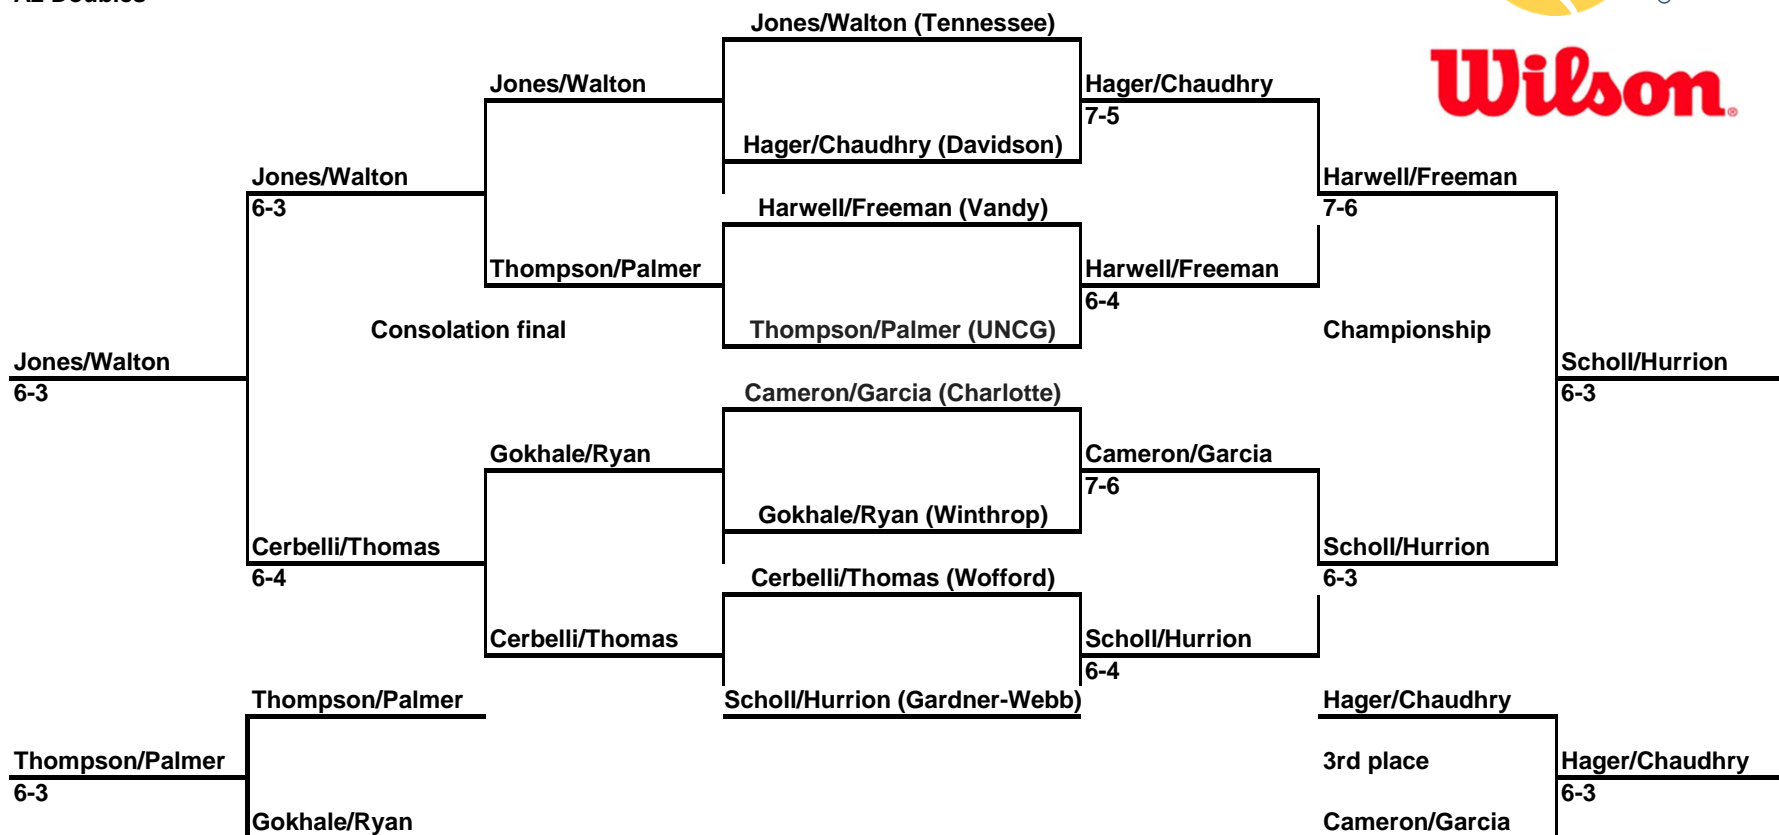 Jones/Walton (Tennessee)
Wilson.
Jones/Walton
Hager/Chaudhry
7-5
Hager/Chaudhry (Davidson)
Jones/Walton
Harwell/Freeman
6-3
Harwell/Freeman (Vandy)
7-6
Thompson/Palmer
Harwell/Freeman
6-4
Consolation final
Thompson/Palmer (UNCG)
Championship
Jones/Walton
Scholl/Hurrion
6-3
Cameron/Garcia (Charlotte)
6-3
Gokhale/Ryan
Cameron/Garcia
7-6
Gokhale/Ryan (Winthrop)
Cerbelli/Thomas
Scholl/Hurrion
6-4
Cerbelli/Thomas (Wofford)
6-3
Cerbelli/Thomas
Scholl/Hurrion
6-4
Thompson/Palmer
Scholl/Hurrion (Gardner-Webb)
Hager/Chaudhry
Thompson/Palmer
3rd place
Hager/Chaudhry
6-3
6-3
Gokhale/Ryan
Cameron/Garcia